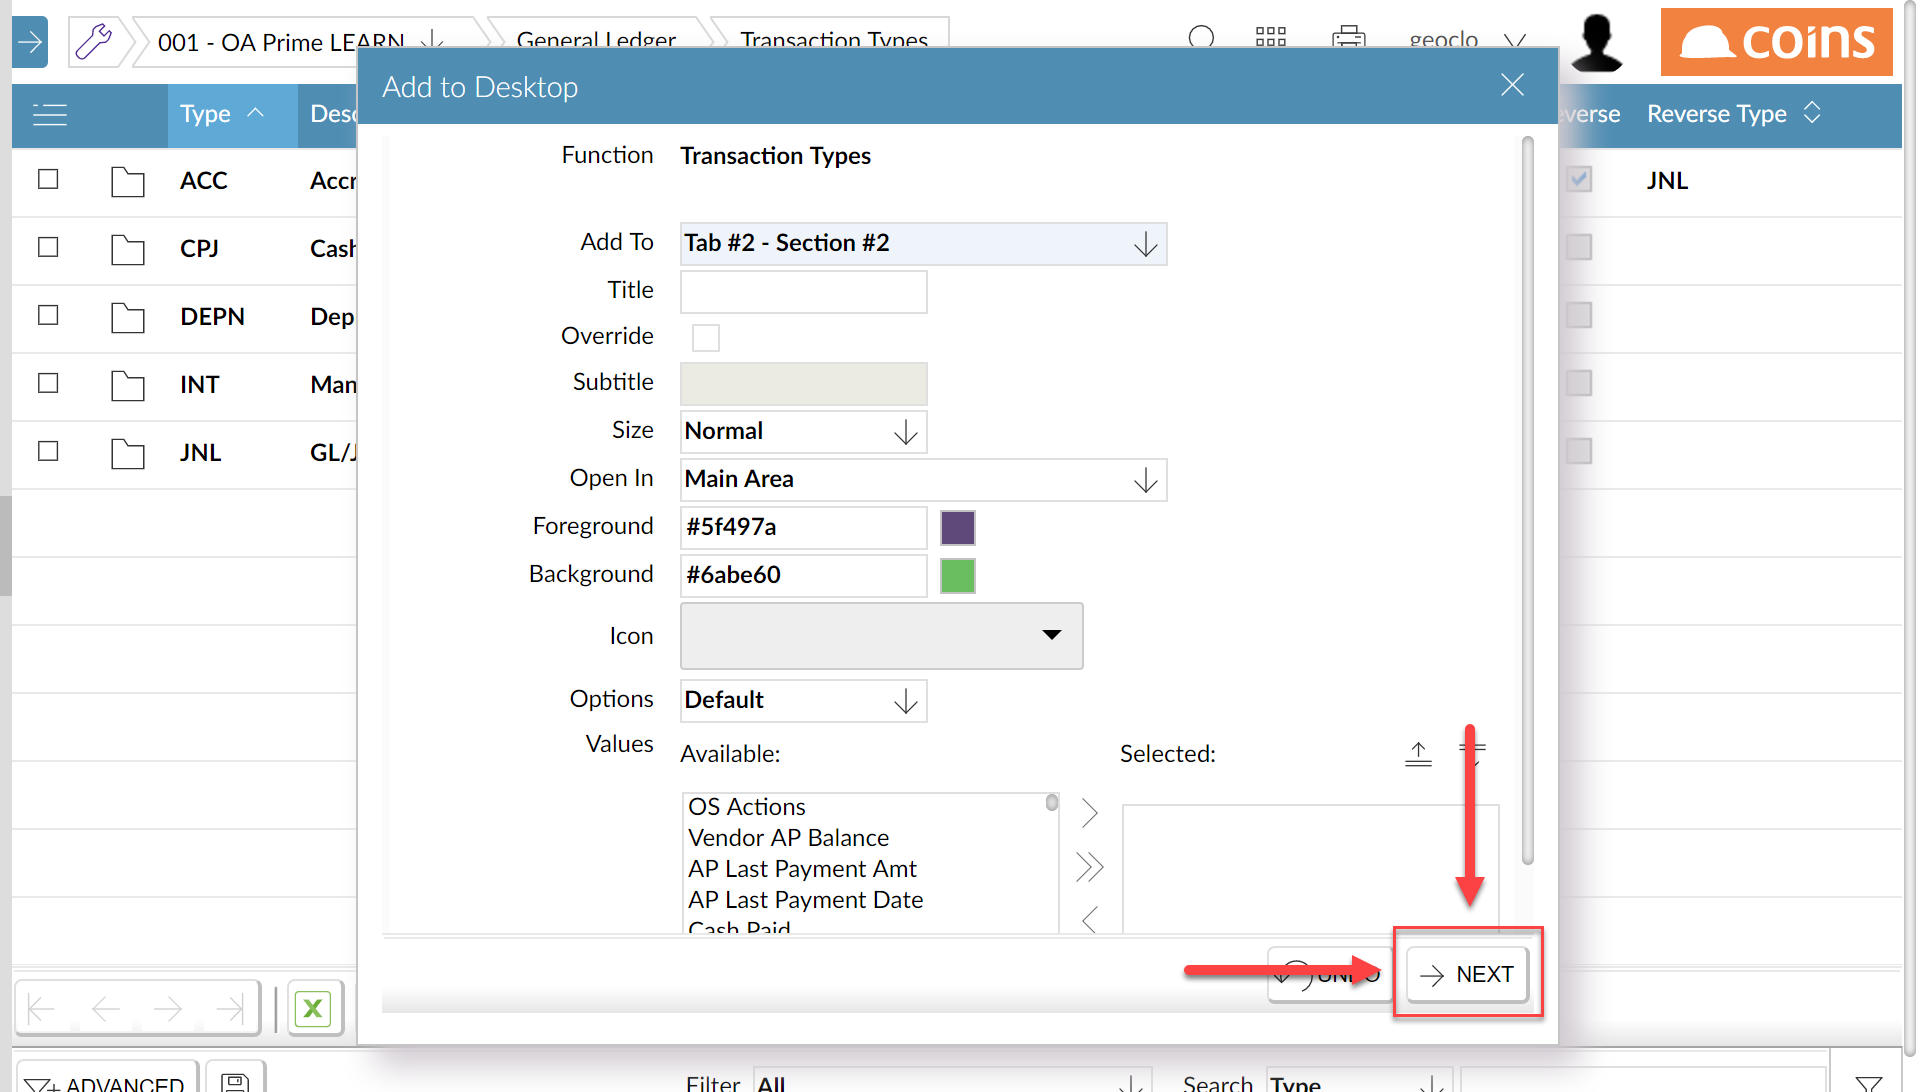 001 - OA Prime LEARN
General Ledger
Transaction Types
geoclo
coins
Add to Desktop
Type
Desc
verse
Reverse Type
Function
Transaction Types
ACC
Accr
JNL
Add To
Tab #2 - Section #2
CPJ
Cash
Title
DEPN
Dep
Override
INT
Man
Subtitle
Size
Normal
JNL
GL/J
Open In
Main Area
Foreground
#5f497a
Background
#6abe60
Icon
Options
Default
Values
Available:
Selected:
OS Actions
Vendor AP Balance
AP Last Payment Amt
AP Last Payment Date
Cash Paid
UNDO
NEXT
X
ADVANCED
Filter
All
Search
Type